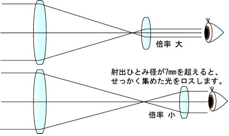 倍率 大
射出ひとみ径が7㎜を超えると、
せっかく集めた光をロスします。
倍率 小